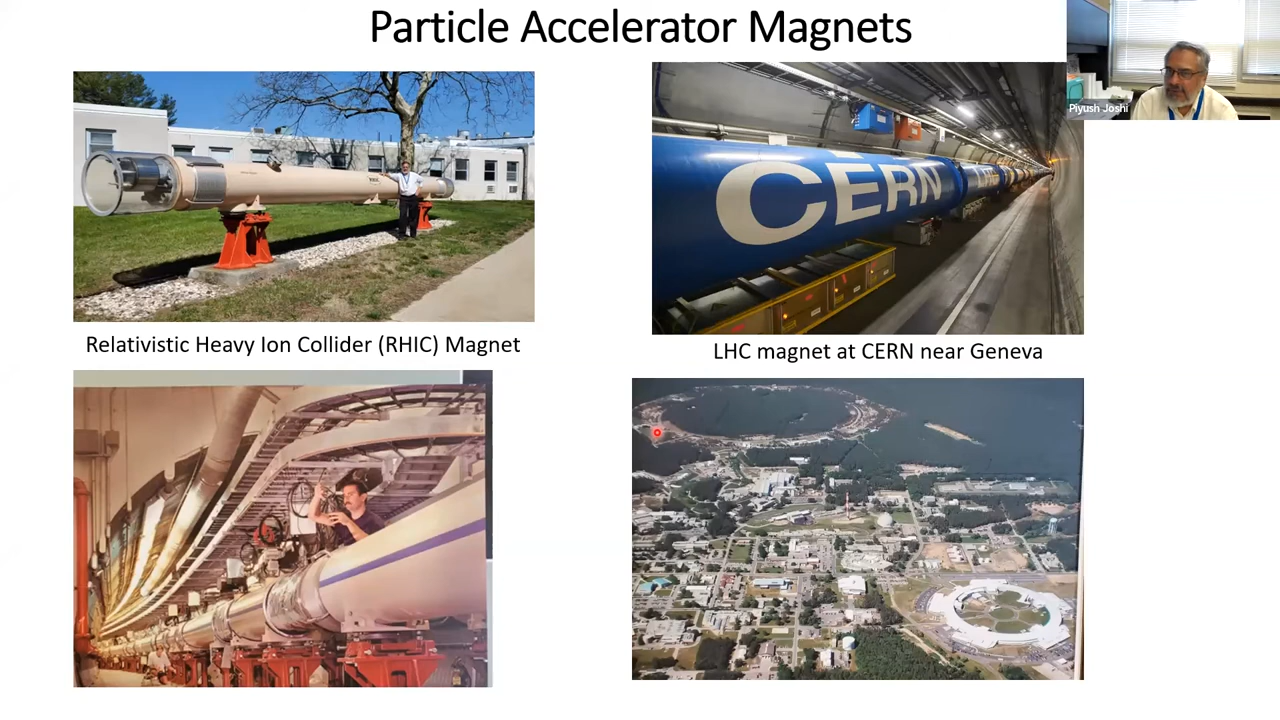 Particle Accelerator Magnets
Piyush Joshi
CERN
Relativistic Heavy Ion Collider (RHIC) Magnet
LHC magnet at CERN near Geneva